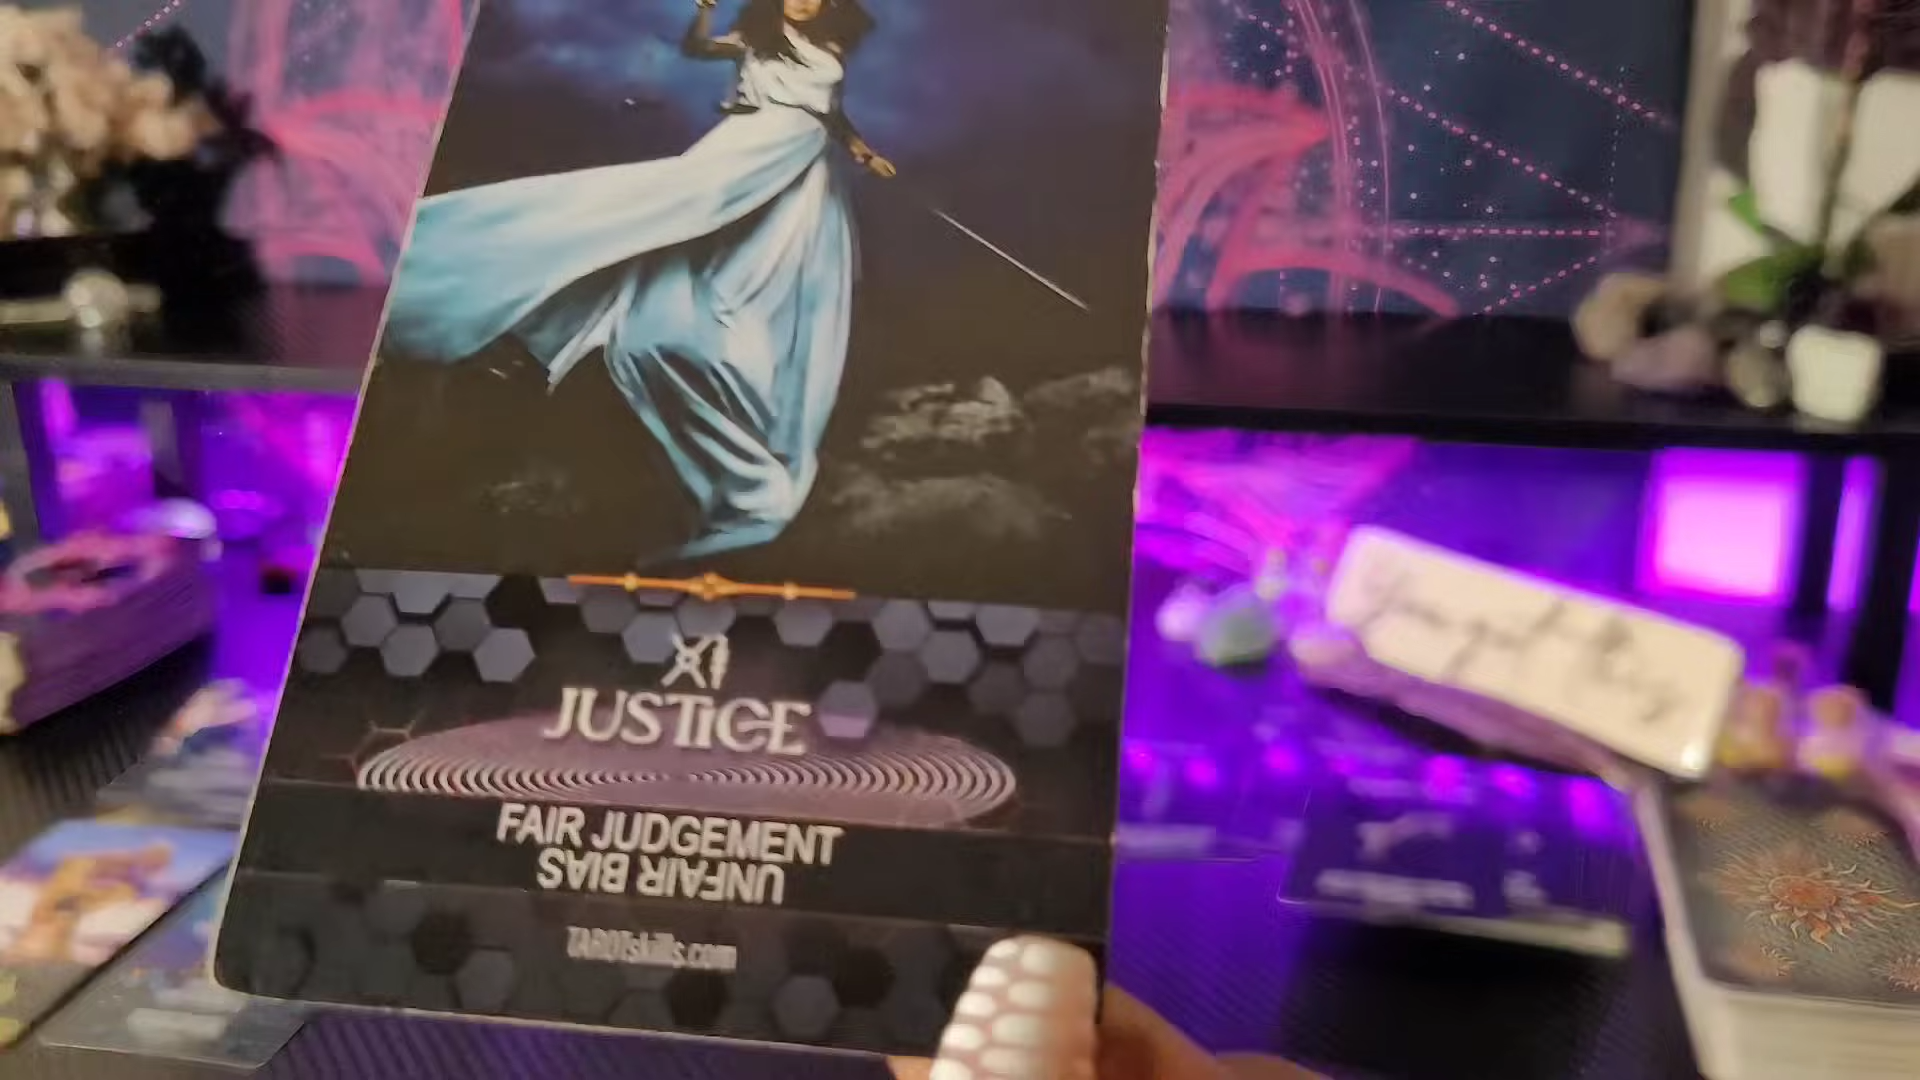 XI
JUSTICE
FAIR JUDGEMENT
UNFAIR BIAS
TAROTskills.com